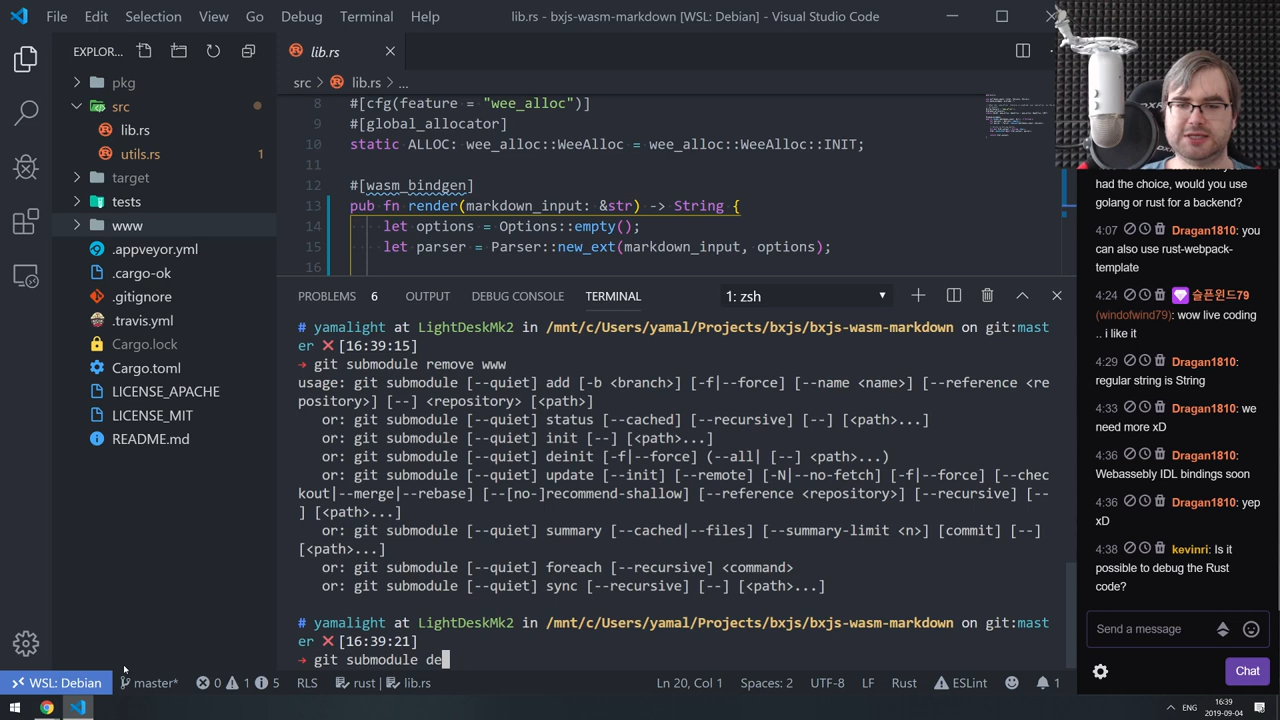 File Edit Selection View Go Debug Terminal Help
lib.rs - bxjs-wasm-markdown [WSL: Debian] - Visual Studio Code
EXPLOR...
pkg
src
lib.rs
utils.rs 1
target
tests
www
.appveyor.yml
.cargo-ok
.gitignore
.travis.yml
Cargo.lock
Cargo.toml
LICENSE_APACHE
LICENSE_MIT
README.md
lib.rs
src > lib.rs > ...
8 #[cfg(feature = "wee_alloc")]
9 #[global_allocator]
10 static ALLOC: wee_alloc::WeeAlloc = wee_alloc::WeeAlloc::INIT;
11
12 #[wasm_bindgen]
13 pub fn render(markdown_input: &str) -> String {
14 let options = Options::empty();
15 let parser = Parser::new_ext(markdown_input, options);
16
PROBLEMS 6 OUTPUT DEBUG CONSOLE TERMINAL 1: zsh
# yamalight at LightDeskMk2 in /mnt/c/Users/yamal/Projects/bxjs/bxjs-wasm-markdown on git:mast
er ❌ [16:39:15]
→ git submodule remove www
usage: git submodule [--quiet] add [-b <branch>] [-f|--force] [--name <name>] [--reference <re
pository>] [--] <repository> [<path>]
or: git submodule [--quiet] status [--cached] [--recursive] [--] [<path>...]
or: git submodule [--quiet] init [--] [<path>...]
or: git submodule [--quiet] deinit [-f|--force] (--all| [--] <path>...)
or: git submodule [--quiet] update [--init] [--remote] [-N|--no-fetch] [-f|--force] [--chec
kout|--merge|--rebase] [--[no-]recommend-shallow] [--reference <repository>] [--recursive] [--
] [<path>...]
or: git submodule [--quiet] summary [--cached|--files] [--summary-limit <n>] [commit] [--]
[<path>...]
or: git submodule [--quiet] foreach [--recursive] <command>
or: git submodule [--quiet] sync [--recursive] [--] [<path>...]
# yamalight at LightDeskMk2 in /mnt/c/Users/yamal/Projects/bxjs/bxjs-wasm-markdown on git:mast
er ❌ [16:39:21]
→ git submodule de
WSL: Debian master* 0 1 5 RLS rust | lib.rs Ln 20, Col 1 Spaces: 2 UTF-8 LF Rust ESLint 1
had the choice, would you use
golang or rust for a backend?
4:07 Dragan1810: you
can also use rust-webpack-
template
4:24 슬픈윈드79
(windofwind79): wow live coding
.. i like it
4:29 Dragan1810:
regular string is String
4:33 Dragan1810: we
need more xD
4:36 Dragan1810:
Webassebly IDL bindings soon
4:36 Dragan1810: yep
xD
4:38 kevinri: Is it
possible to debug the Rust
code?
Send a message
Chat
ENG
16:39
2019-09-04